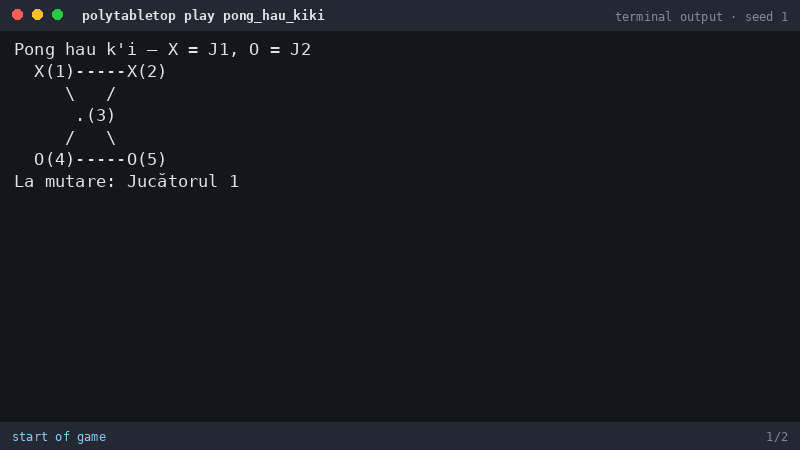 polytabletop play pong_hau_kiki
terminal output · seed 1
Pong hau k'i — X = J1, O = J2
  X(1)-----X(2)
     \   /
      .(3)
     /   \
  O(4)-----O(5)
La mutare: Jucătorul 1
start of game
1/2